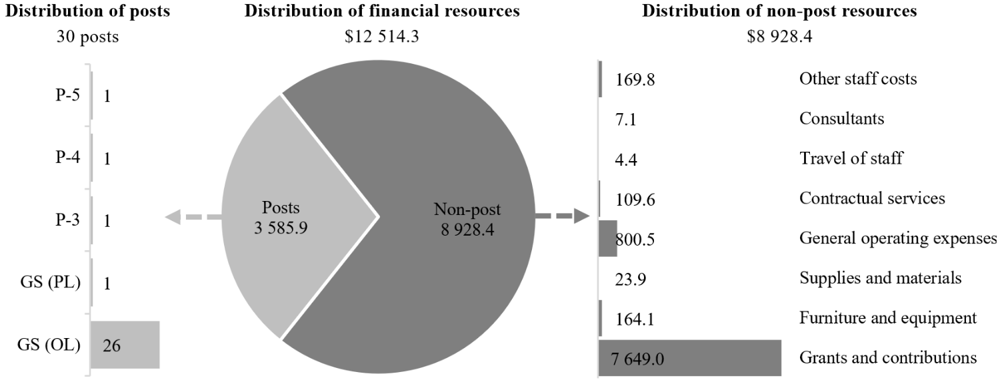 Distribution of posts
30 posts
P-5 1
P-4 1
P-3 1
GS (PL) 1
GS (OL) 26
Distribution of financial resources
$12 514.3
Posts
3 585.9
Non-post
8 928.4
Distribution of non-post resources
$8 928.4
169.8 Other staff costs
7.1 Consultants
4.4 Travel of staff
109.6 Contractual services
800.5 General operating expenses
23.9 Supplies and materials
164.1 Furniture and equipment
7 649.0 Grants and contributions